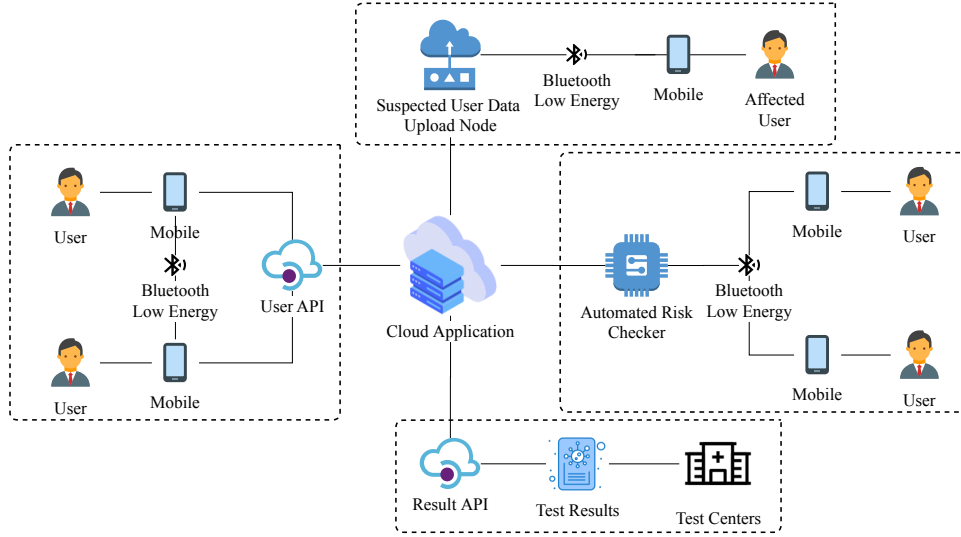 Suspected User Data
Upload Node
Bluetooth
Low Energy
Mobile
Affected
User
User
Mobile
Bluetooth
Low Energy
User API
User
Mobile
Cloud Application
Automated Risk
Checker
Bluetooth
Low Energy
Mobile
User
Mobile
User
Result API
Test Results
Test Centers